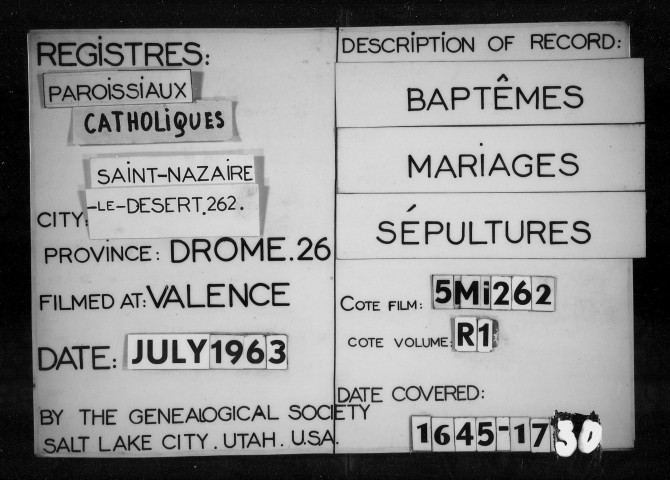 REGISTRES:
PAROISSIAUX
CATHOLIQUES
SAINT-NAZAIRE
-LE-DESERT.262.
CITY:
PROVINCE: DROME.26
FILMED AT: VALENCE
DATE: JULY 1963
BY THE GENEALOGICAL SOCIETY
SALT LAKE CITY. UTAH. U.S.A.
DESCRIPTION OF RECORD:
BAPTÊMES
MARIAGES
SÉPULTURES
COTE FILM: 5Mi262
COTE VOLUME: R1
DATE COVERED:
1645-1730